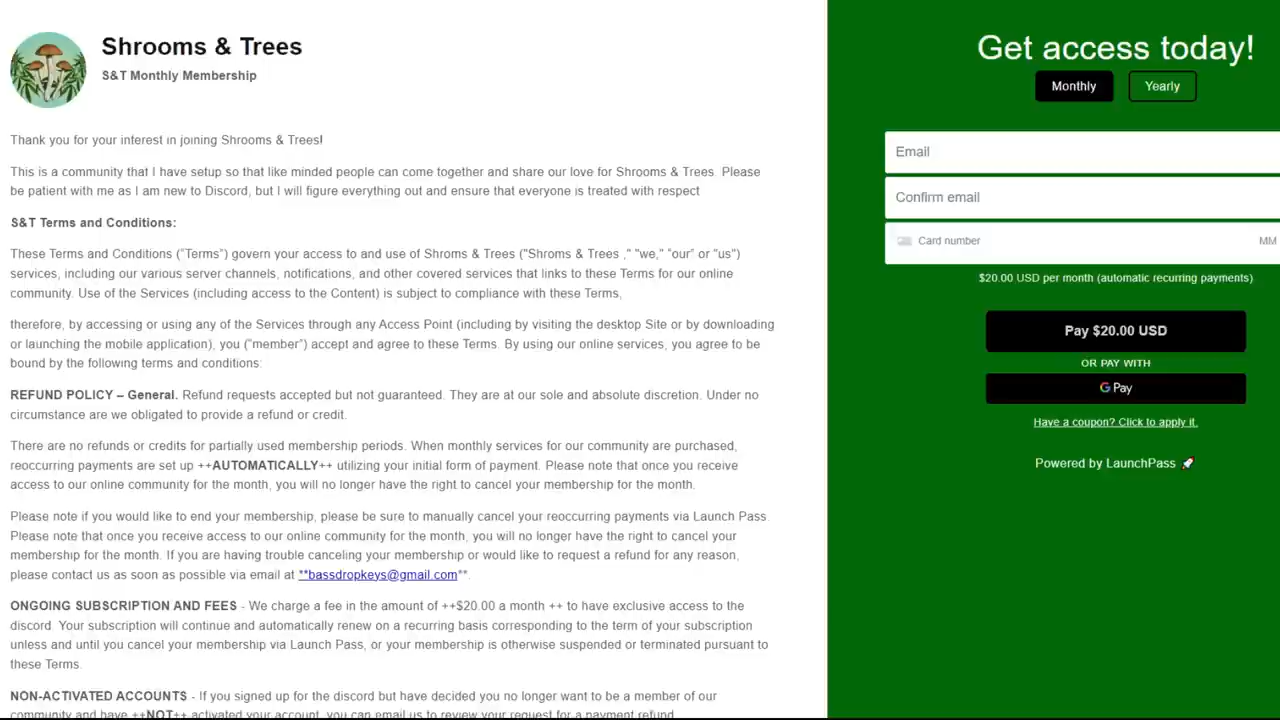 Shrooms & Trees
S&T Monthly Membership
Thank you for your interest in joining Shrooms & Trees!
This is a community that I have setup so that like minded people can come together and share our love for Shrooms & Trees. Please
be patient with me as I am new to Discord, but I will figure everything out and ensure that everyone is treated with respect
S&T Terms and Conditions:
These Terms and Conditions ("Terms") govern your access to and use of Shrooms & Trees ("Shroms & Trees ," "we," "our" or "us")
services, including our various server channels, notifications, and other covered services that links to these Terms for our online
community. Use of the Services (including access to the Content) is subject to compliance with these Terms,
therefore, by accessing or using any of the Services through any Access Point (including by visiting the desktop Site or by downloading
or launching the mobile application), you ("member") accept and agree to these Terms. By using our online services, you agree to be
bound by the following terms and conditions:
REFUND POLICY – General. Refund requests accepted but not guaranteed. They are at our sole and absolute discretion. Under no
circumstance are we obligated to provide a refund or credit.
There are no refunds or credits for partially used membership periods. When monthly services for our community are purchased,
reoccurring payments are set up ++AUTOMATICALLY++ utilizing your initial form of payment. Please note that once you receive
access to our online community for the month, you will no longer have the right to cancel your membership for the month.
Please note if you would like to end your membership, please be sure to manually cancel your reoccurring payments via Launch Pass.
Please note that once you receive access to our online community for the month, you will no longer have the right to cancel your
membership for the month. If you are having trouble canceling your membership or would like to request a refund for any reason,
please contact us as soon as possible via email at **bassdropkeys@gmail.com**.
ONGOING SUBSCRIPTION AND FEES - We charge a fee in the amount of ++$20.00 a month ++ to have exclusive access to the
discord. Your subscription will continue and automatically renew on a recurring basis corresponding to the term of your subscription
unless and until you cancel your membership via Launch Pass, or your membership is otherwise suspended or terminated pursuant to
these Terms.
NON-ACTIVATED ACCOUNTS - If you signed up for the discord but have decided you no longer want to be a member of our
community and have ++NOT++ activated your account, you can email us to review your request for a payment refund.
Get access today!
Monthly
Yearly
Email
Confirm email
Card number MM
$20.00 USD per month (automatic recurring payments)
Pay $20.00 USD
OR PAY WITH
G Pay
Have a coupon? Click to apply it.
Powered by LaunchPass